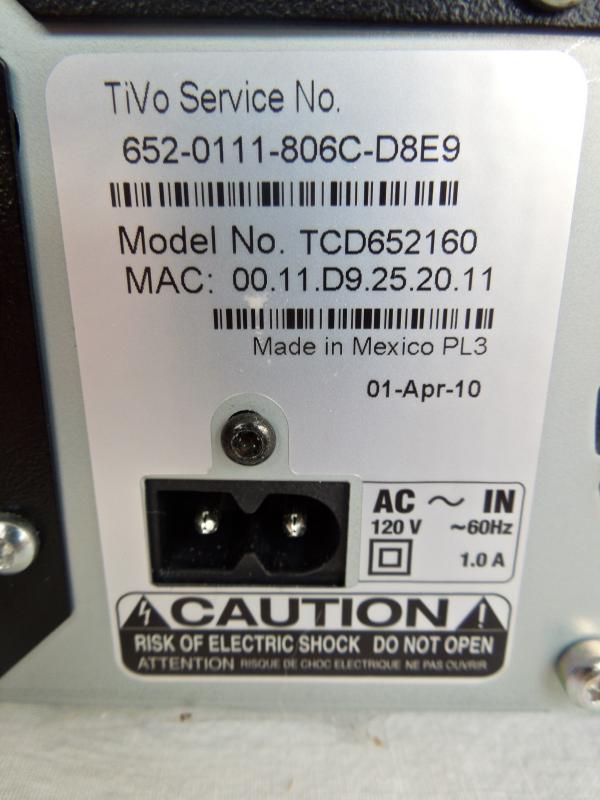 TiVo Service No.
652-0111-806C-D8E9
Model No. TCD652160
MAC: 00.11.D9.25.20.11
Made in Mexico PL3
01-Apr-10
AC ~ IN
120 V ~60Hz
1.0 A
CAUTION
RISK OF ELECTRIC SHOCK DO NOT OPEN
ATTENTION RISQUE DE CHOC ELECTRIQUE NE PAS OUVRIR